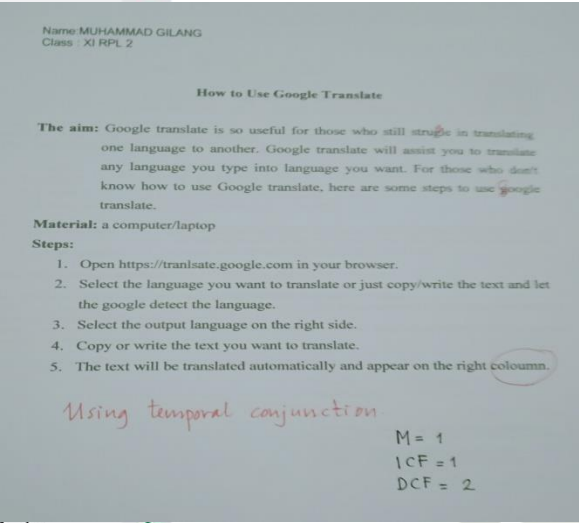 Name:MUHAMMAD GILANG
Class : XI RPL 2
How to Use Google Translate
The aim: Google translate is so useful for those who still strugle in translating
one language to another. Google translate will assist you to translate
any language you type into language you want. For those who don't
know how to use Google translate, here are some steps to use google
translate.
Material: a computer/laptop
Steps:
1. Open https://tranlsate.google.com in your browser.
2. Select the language you want to translate or just copy/write the text and let
the google detect the language.
3. Select the output language on the right side.
4. Copy or write the text you want to translate.
5. The text will be translated automatically and appear on the right coloumn.
Using temporal conjunction
M = 1
ICF = 1
DCF = 2